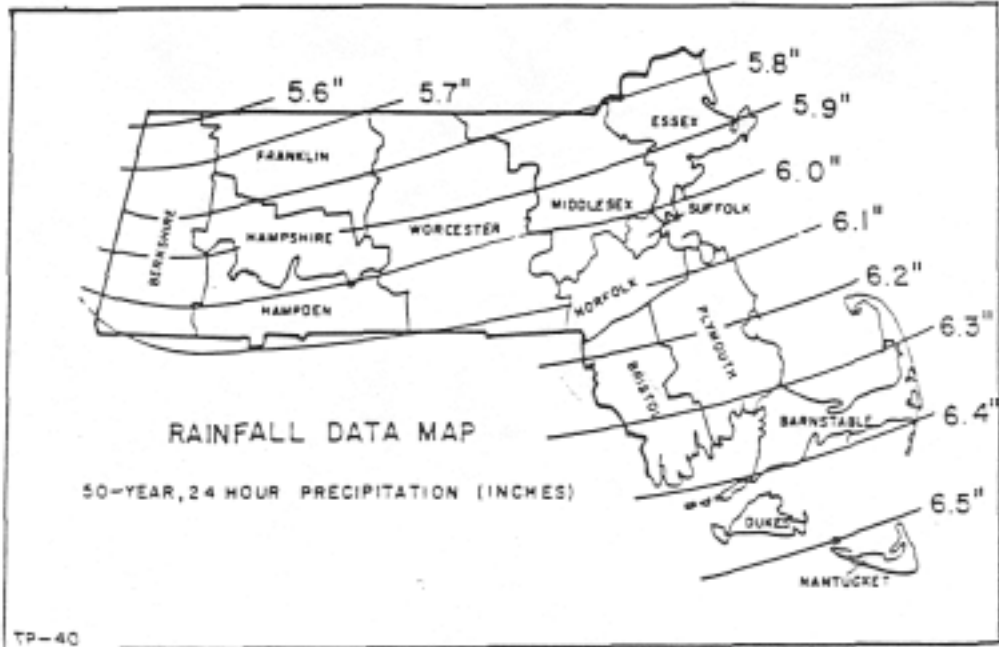 5.6" 5.7" 5.8"
5.9"
ESSEX
FRANKLIN
6.0"
MIDDLESEX
SUFFOLK
BERKSHIRE
HAMPSHIRE
WORCESTER
6.1"
HAMPDEN
NORFOLK
6.2"
PLYMOUTH
6.3"
BRISTOL
6.4"
BARNSTABLE
RAINFALL DATA MAP
50-YEAR, 24 HOUR PRECIPITATION (INCHES)
6.5"
DUKES
NANTUCKET
TP-40